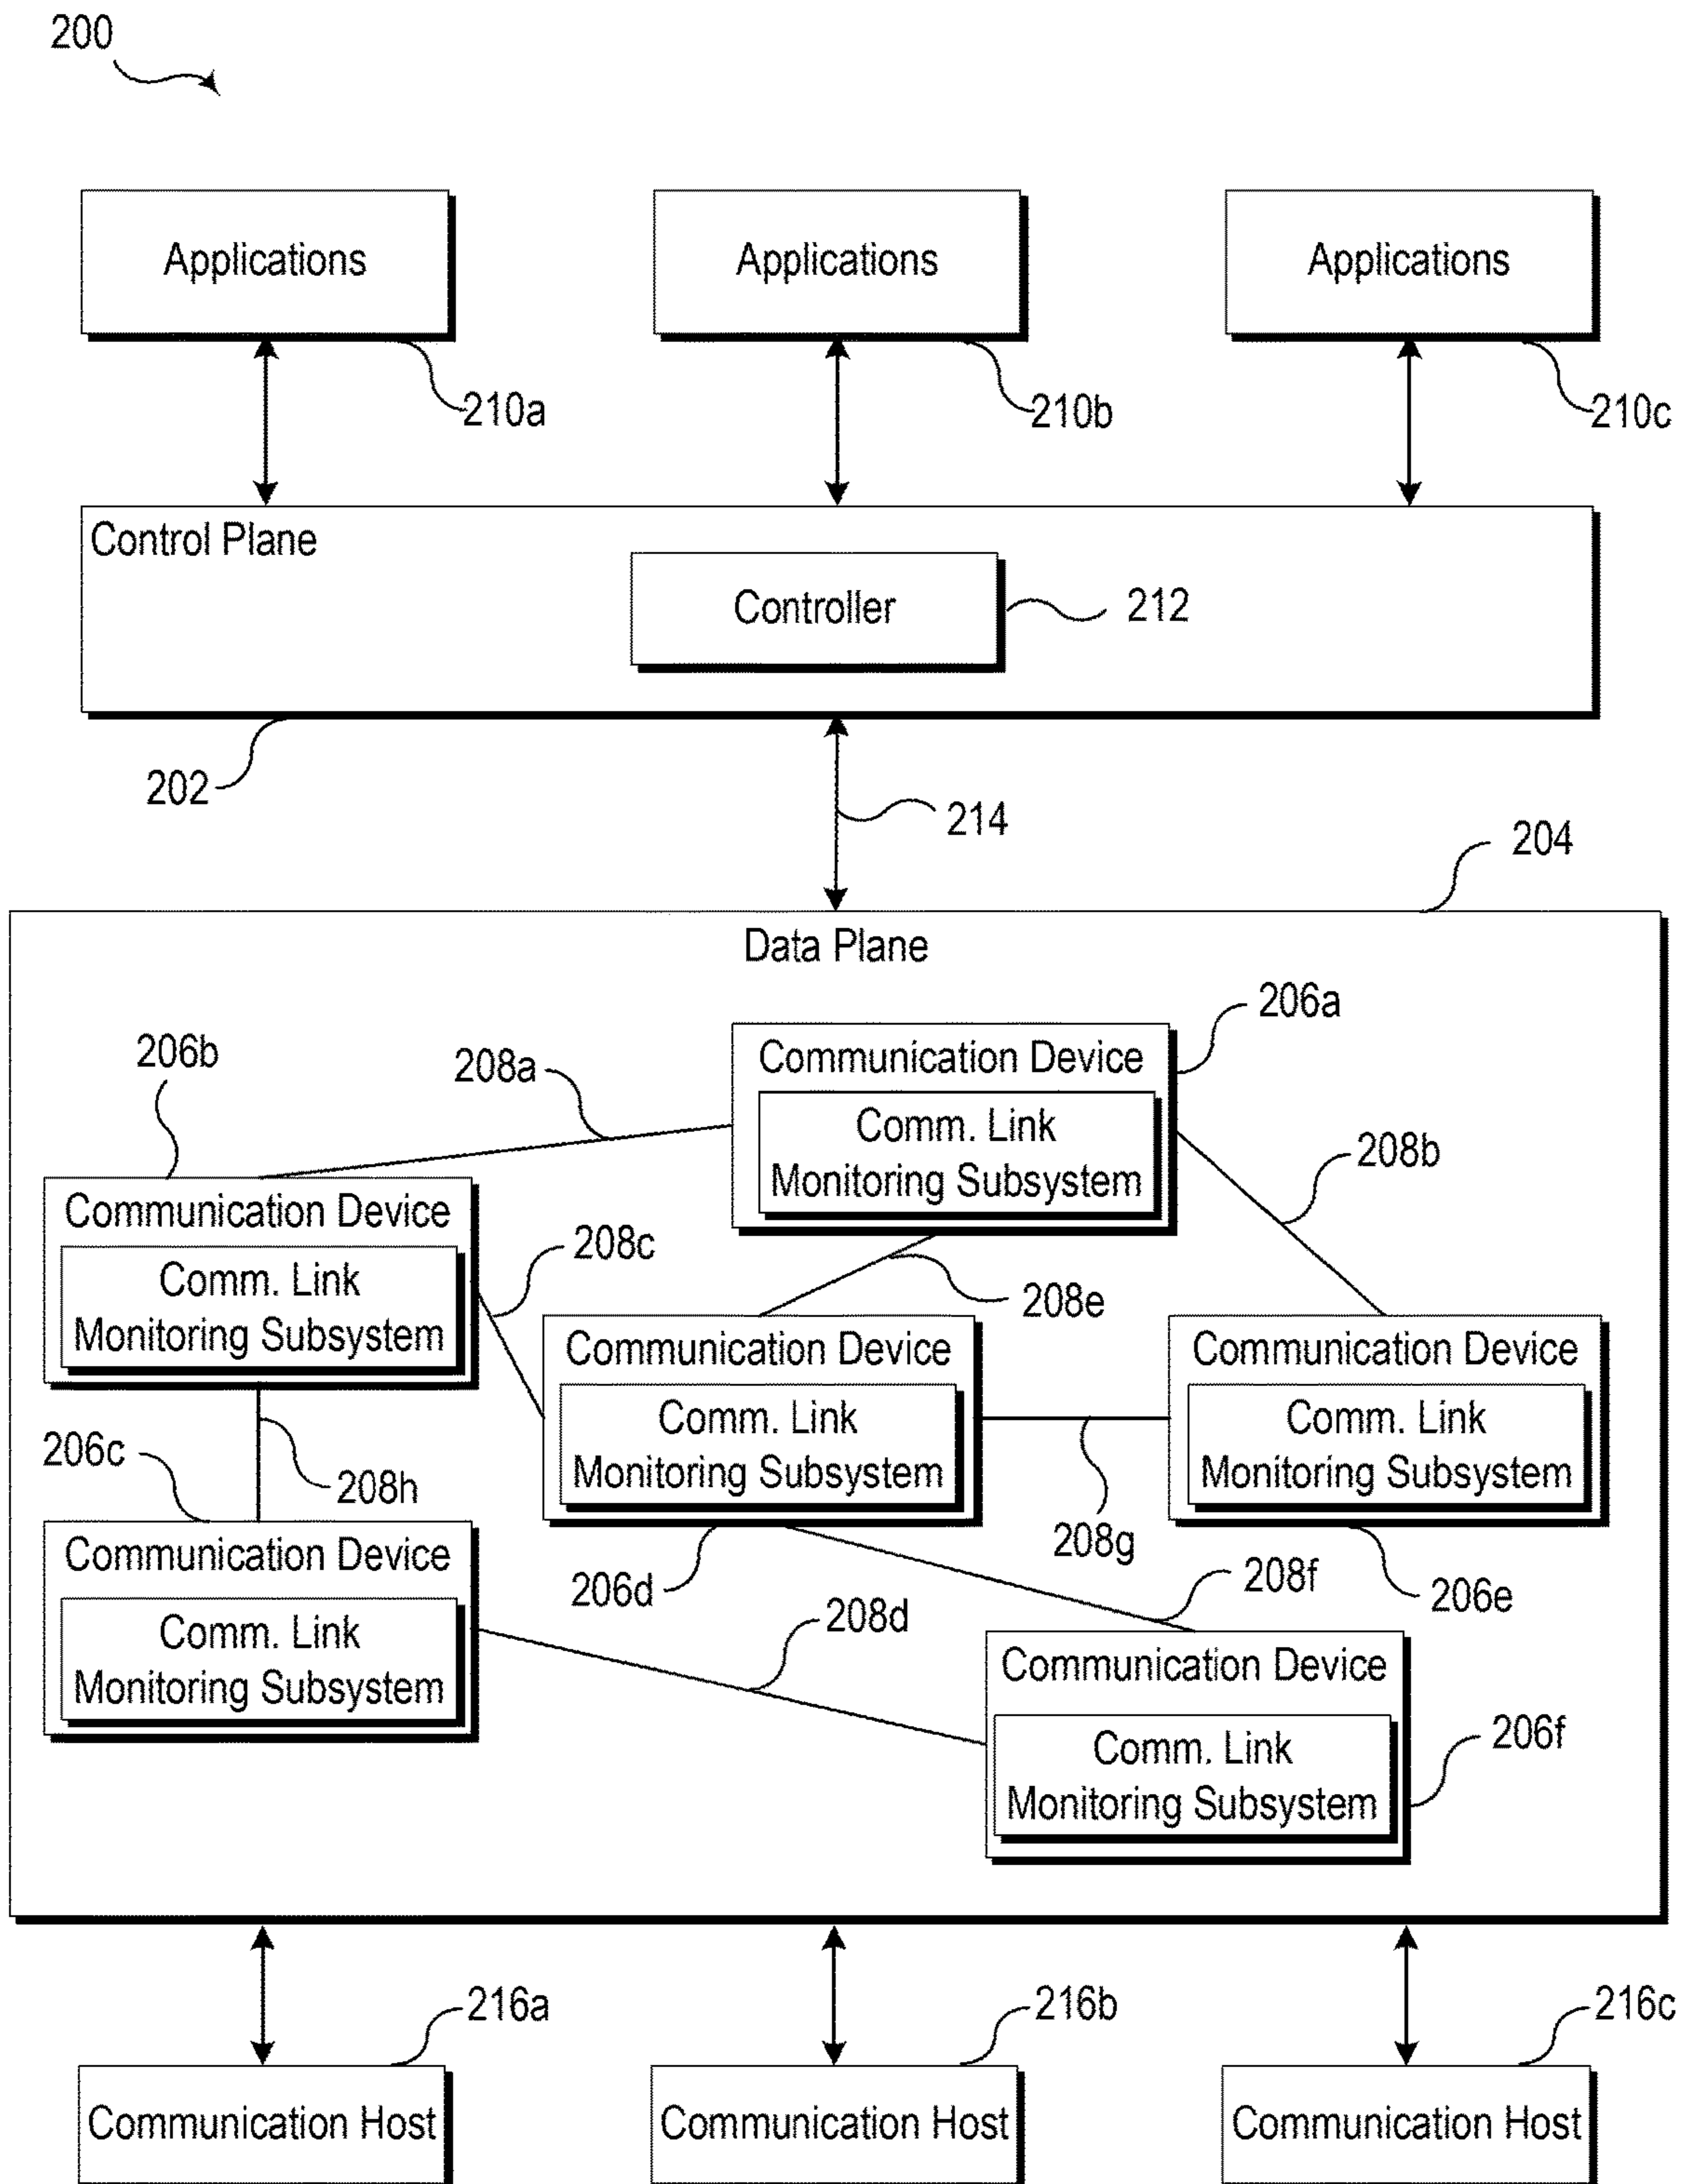 200
Applications
Applications
Applications
210a
210b
210c
Control Plane
Controller
212
202
214
204
Data Plane
206a
Communication Device
Comm. Link
Monitoring Subsystem
206b
208a
208b
Communication Device
Comm. Link
Monitoring Subsystem
208c
208e
Communication Device
Comm. Link
Monitoring Subsystem
Communication Device
Comm. Link
Monitoring Subsystem
206c
208h
208g
206d
208f
206e
Communication Device
Comm. Link
Monitoring Subsystem
208d
Communication Device
Comm. Link
Monitoring Subsystem
206f
216a
216b
216c
Communication Host
Communication Host
Communication Host